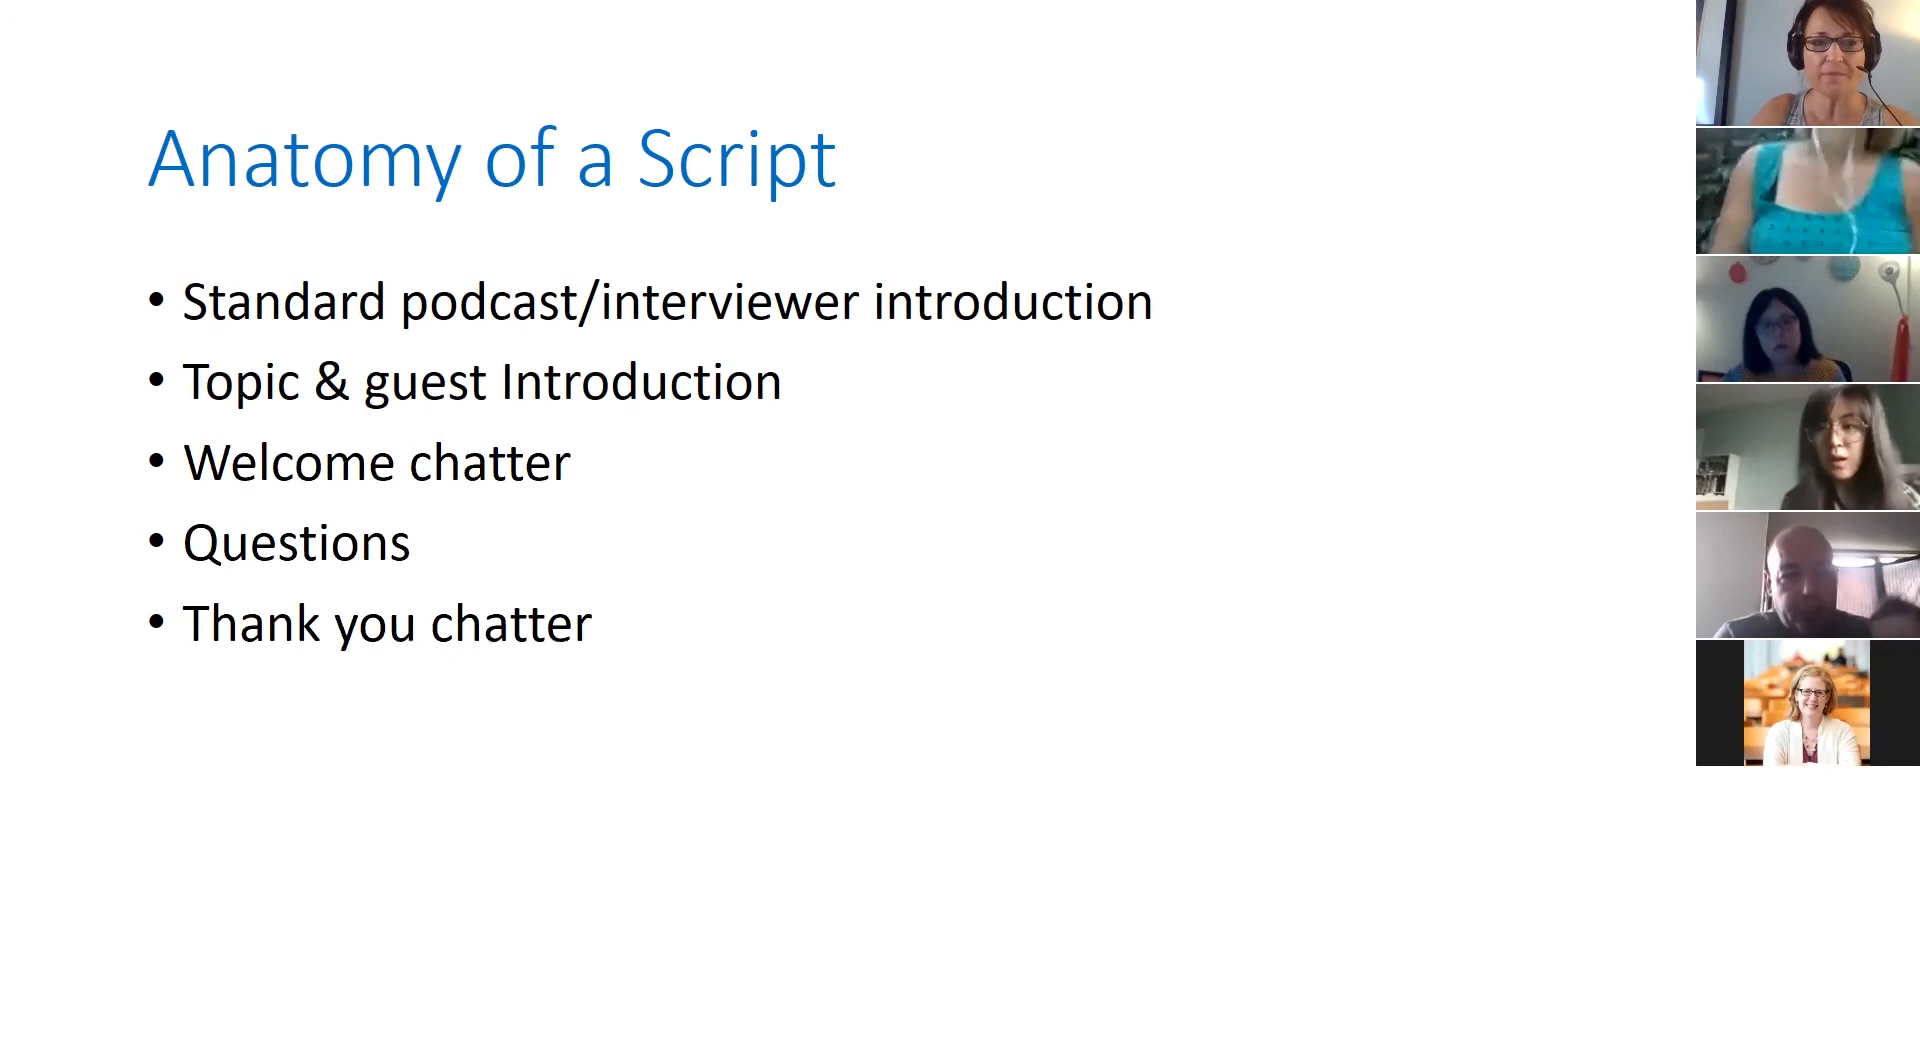 Anatomy of a Script
• Standard podcast/interviewer introduction
• Topic & guest Introduction
• Welcome chatter
• Questions
• Thank you chatter